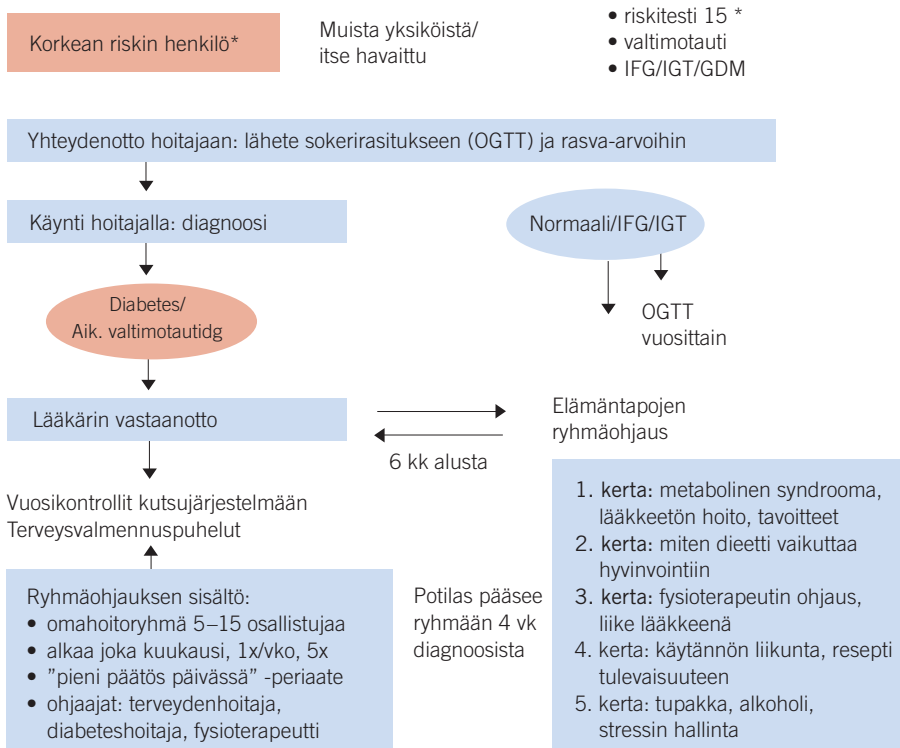 Korkean riskin henkilö*
Muista yksiköistä/
itse havaittu
• riskitesti 15 *
• valtimotauti
• IFG/IGT/GDM
Yhteydenotto hoitajaan: lähete sokerirasitukseen (OGTT) ja rasva-arvoihin
Käynti hoitajalla: diagnoosi
Normaali/IFG/IGT
Diabetes/
Aik. valtimotautidg
OGTT
vuosittain
Lääkärin vastaanotto
6 kk alusta
Elämäntapojen
ryhmäohjaus
Vuosikontrollit kutsujärjestelmään
Terveysvalmennuspuhelut
Ryhmäohjauksen sisältö:
• omahoitoryhmä 5–15 osallistujaa
• alkaa joka kuukausi, 1x/vko, 5x
• ”pieni päätös päivässä” -periaate
• ohjaajat: terveydenhoitaja,
diabeteshoitaja, fysioterapeutti
Potilas pääsee
ryhmään 4 vk
diagnoosista
1. kerta: metabolinen syndrooma,
lääkkeetön hoito, tavoitteet
2. kerta: miten dieetti vaikuttaa
hyvinvointiin
3. kerta: fysioterapeutin ohjaus,
liike lääkkeenä
4. kerta: käytännön liikunta, resepti
tulevaisuuteen
5. kerta: tupakka, alkoholi,
stressin hallinta